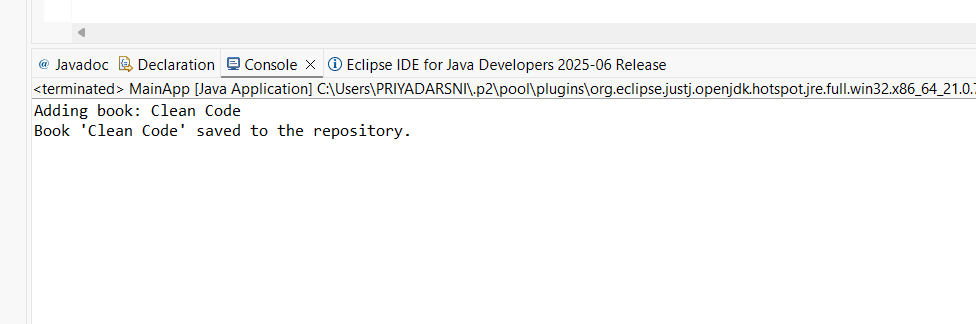 @ Javadoc Declaration Console Eclipse IDE for Java Developers 2025-06 Release
<terminated> MainApp [Java Application] C:\Users\PRIYADARSNI\.p2\pool\plugins\org.eclipse.justj.openjdk.hotspot.jre.full.win32.x86_64_21.0.7
Adding book: Clean Code
Book 'Clean Code' saved to the repository.